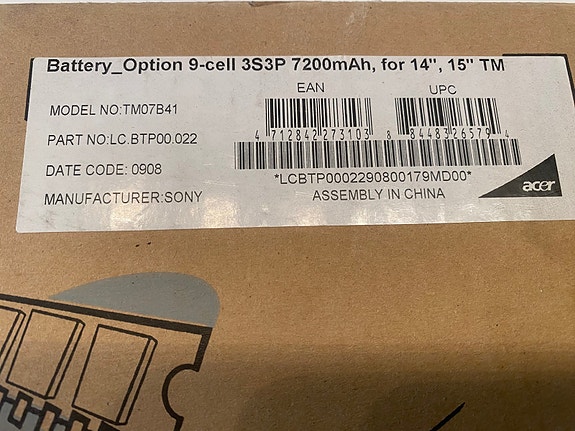 Battery_Option 9-cell 3S3P 7200mAh, for 14", 15" TM
EAN UPC
MODEL NO:TM07B41
4 712842 273103 8 84483 26579 4
PART NO:LC.BTP00.022
DATE CODE: 0908
*LCBTP0002290800179MD00*
acer
MANUFACTURER:SONY
ASSEMBLY IN CHINA